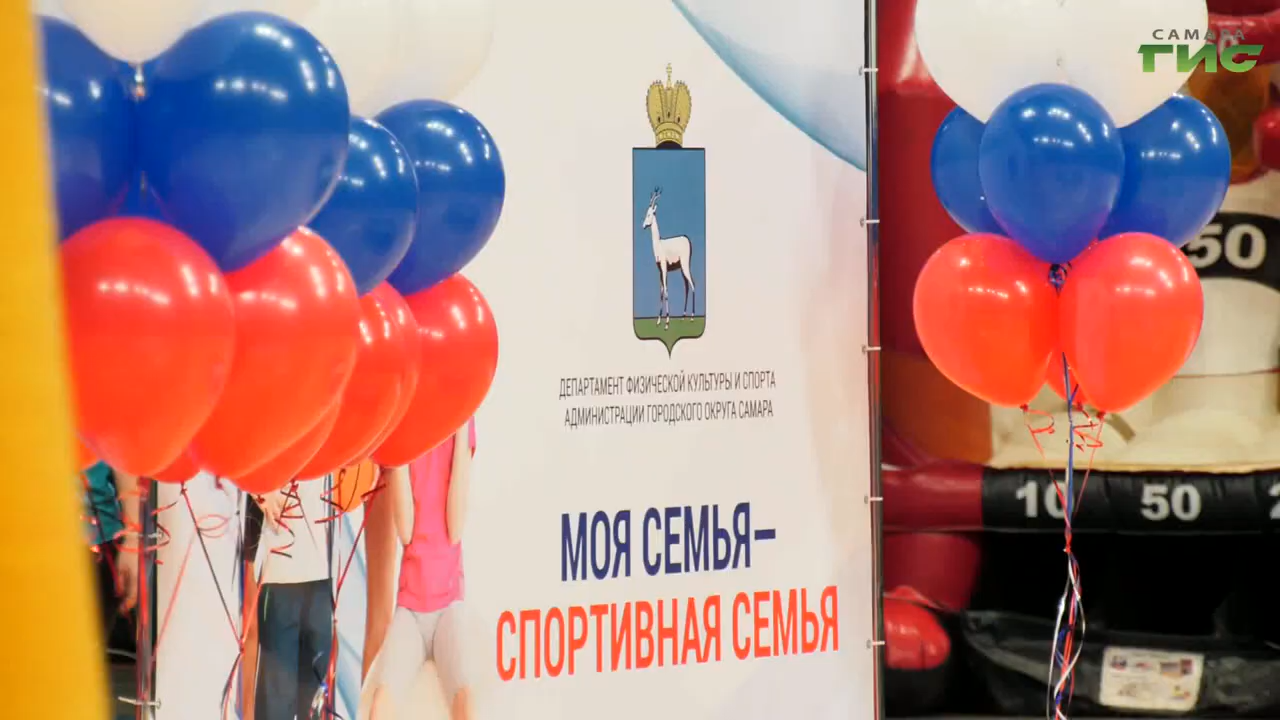 САМАРА
ГИС
50
ДЕПАРТАМЕНТ ФИЗИЧЕСКОЙ КУЛЬТУРЫ И СПОРТА
АДМИНИСТРАЦИИ ГОРОДСКОГО ОКРУГА САМАРА
10 50
МОЯ СЕМЬЯ–
СПОРТИВНАЯ СЕМЬЯ